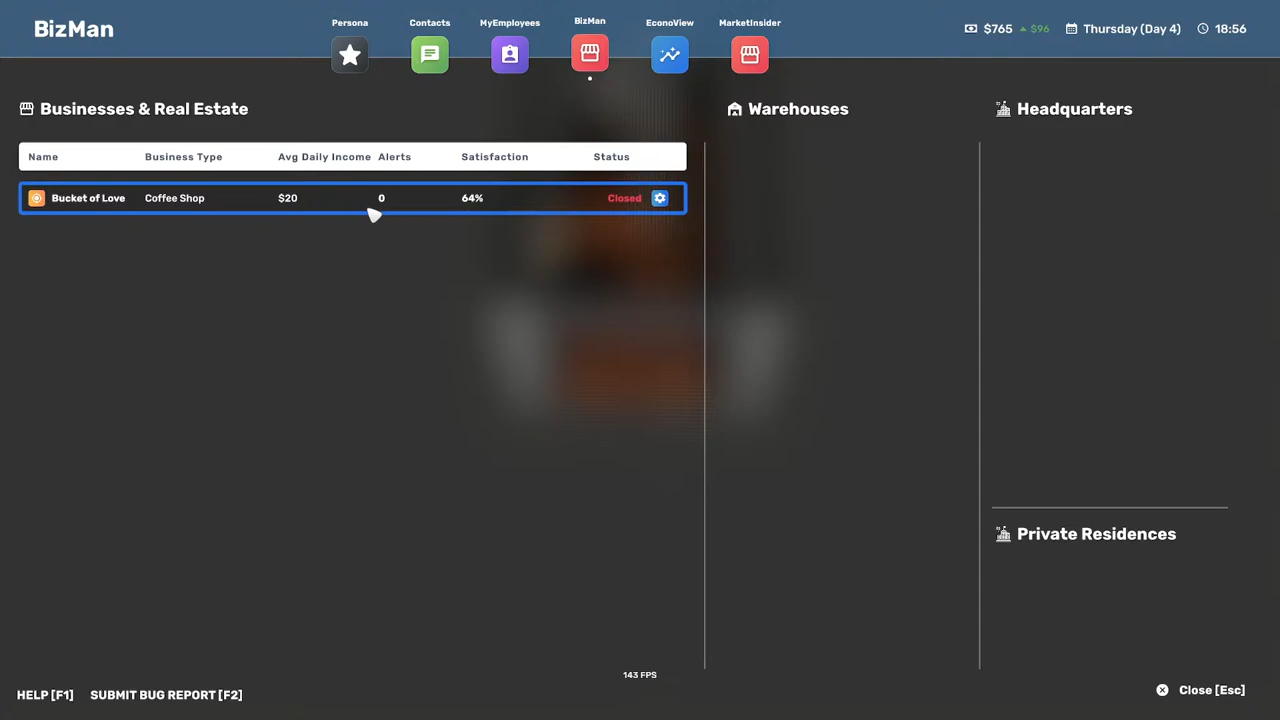 BizMan
Persona
Contacts
MyEmployees
BizMan
EconoView
MarketInsider
$765 $96
Thursday (Day 4)
18:56
Businesses & Real Estate
Name Business Type Avg Daily Income Alerts Satisfaction Status
Bucket of Love Coffee Shop $20 0 64% Closed
Warehouses
Headquarters
Private Residences
143 FPS
HELP [F1] SUBMIT BUG REPORT [F2]
Close [Esc]